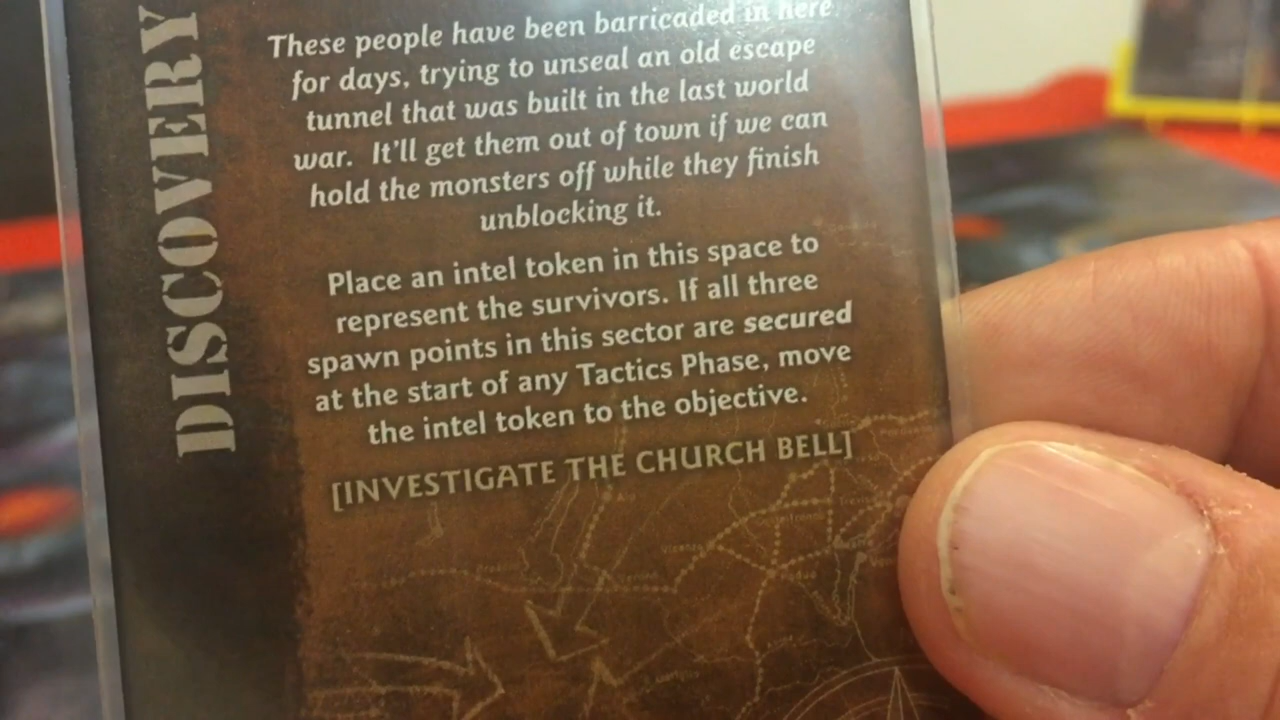 DISCOVERY
These people have been barricaded in here
for days, trying to unseal an old escape
tunnel that was built in the last world
war. It'll get them out of town if we can
hold the monsters off while they finish
unblocking it.
Place an intel token in this space to
represent the survivors. If all three
spawn points in this sector are secured
at the start of any Tactics Phase, move
the intel token to the objective.
[INVESTIGATE THE CHURCH BELL]